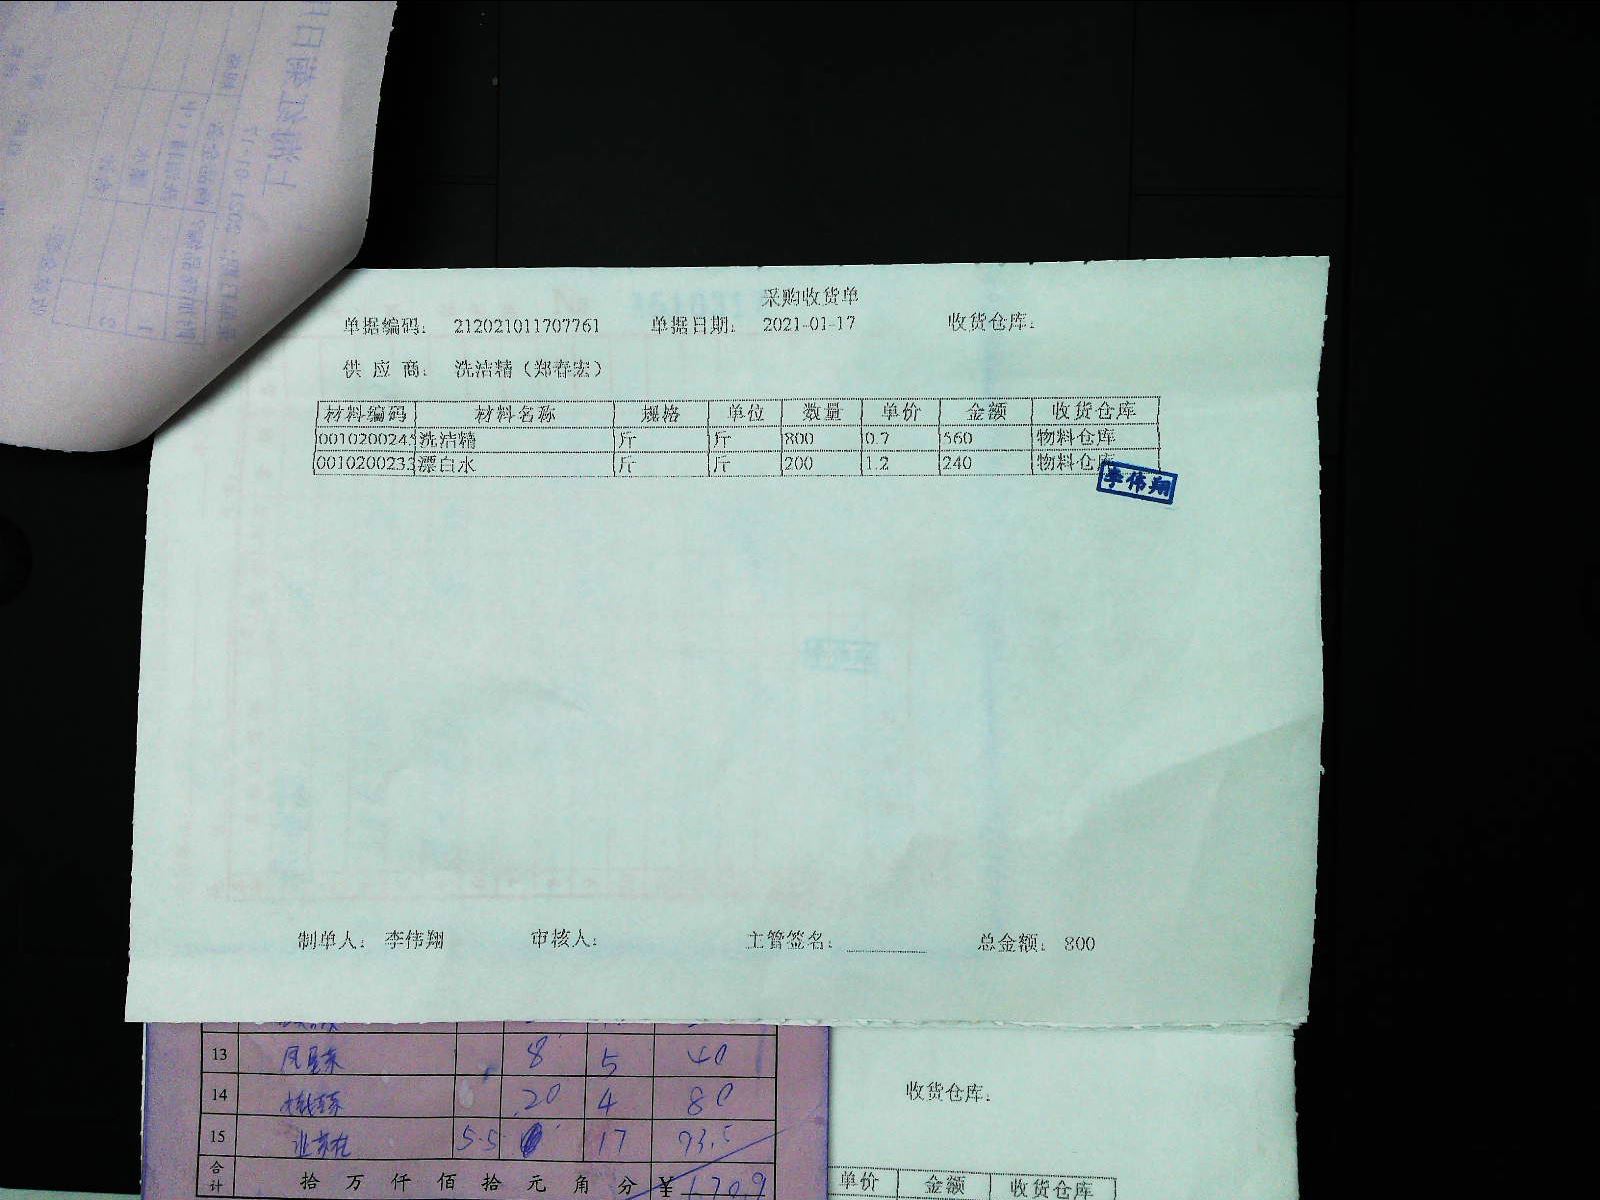 采购收货单
单据编码： 212021011707761 单据日期： 2021-01-17 收货仓库：
供 应 商： 洗洁精（郑春宏）
材料编码 材料名称 规格 单位 数量 单价 金额 收货仓库
0010200245 洗洁精 斤 斤 800 0.7 560 物料仓库
0010200233 漂白水 斤 斤 200 1.2 240 物料仓库
李伟翔
制单人： 李伟翔 审核人： 主管签名： 总金额： 800
13 8 5 40
14 20 4 80
15 5.5 17 93.5
合计 拾 万 仟 佰 拾 元 角 分 ¥
收货仓库：
单价 金额 收货仓库